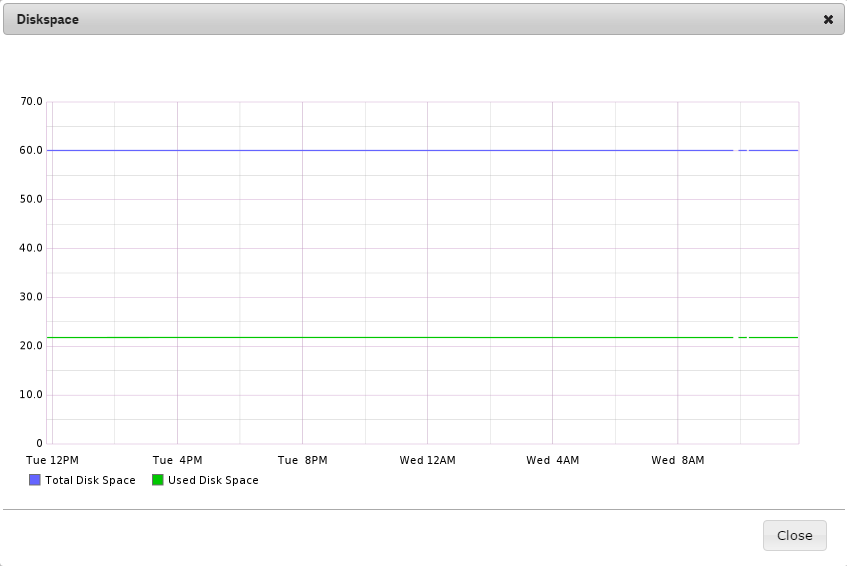 Diskspace
70.0
60.0
50.0
40.0
30.0
20.0
10.0
0
Tue 12PM Tue 4PM Tue 8PM Wed 12AM Wed 4AM Wed 8AM
Total Disk Space Used Disk Space
Close